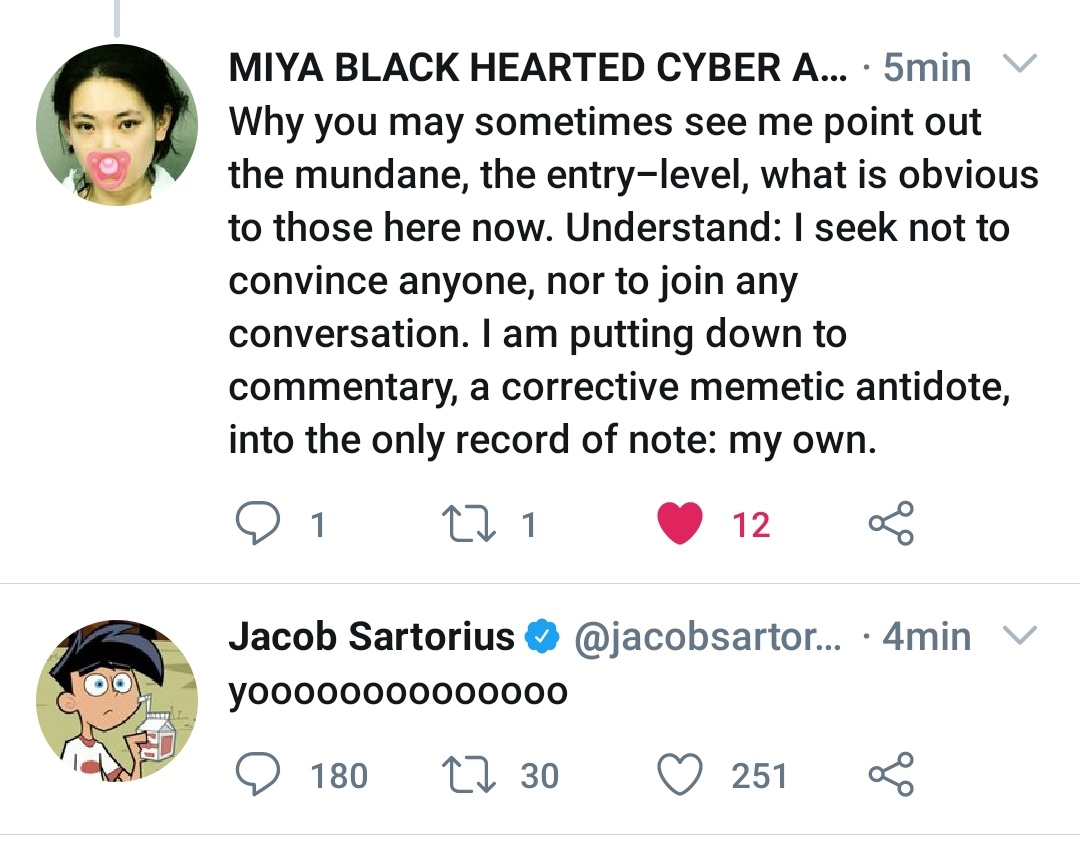 MIYA BLACK HEARTED CYBER A... · 5min
Why you may sometimes see me point out
the mundane, the entry–level, what is obvious
to those here now. Understand: I seek not to
convince anyone, nor to join any
conversation. I am putting down to
commentary, a corrective memetic antidote,
into the only record of note: my own.
1 1 12
Jacob Sartorius @jacobsartor... · 4min
yoooooooooooooo
180 30 251